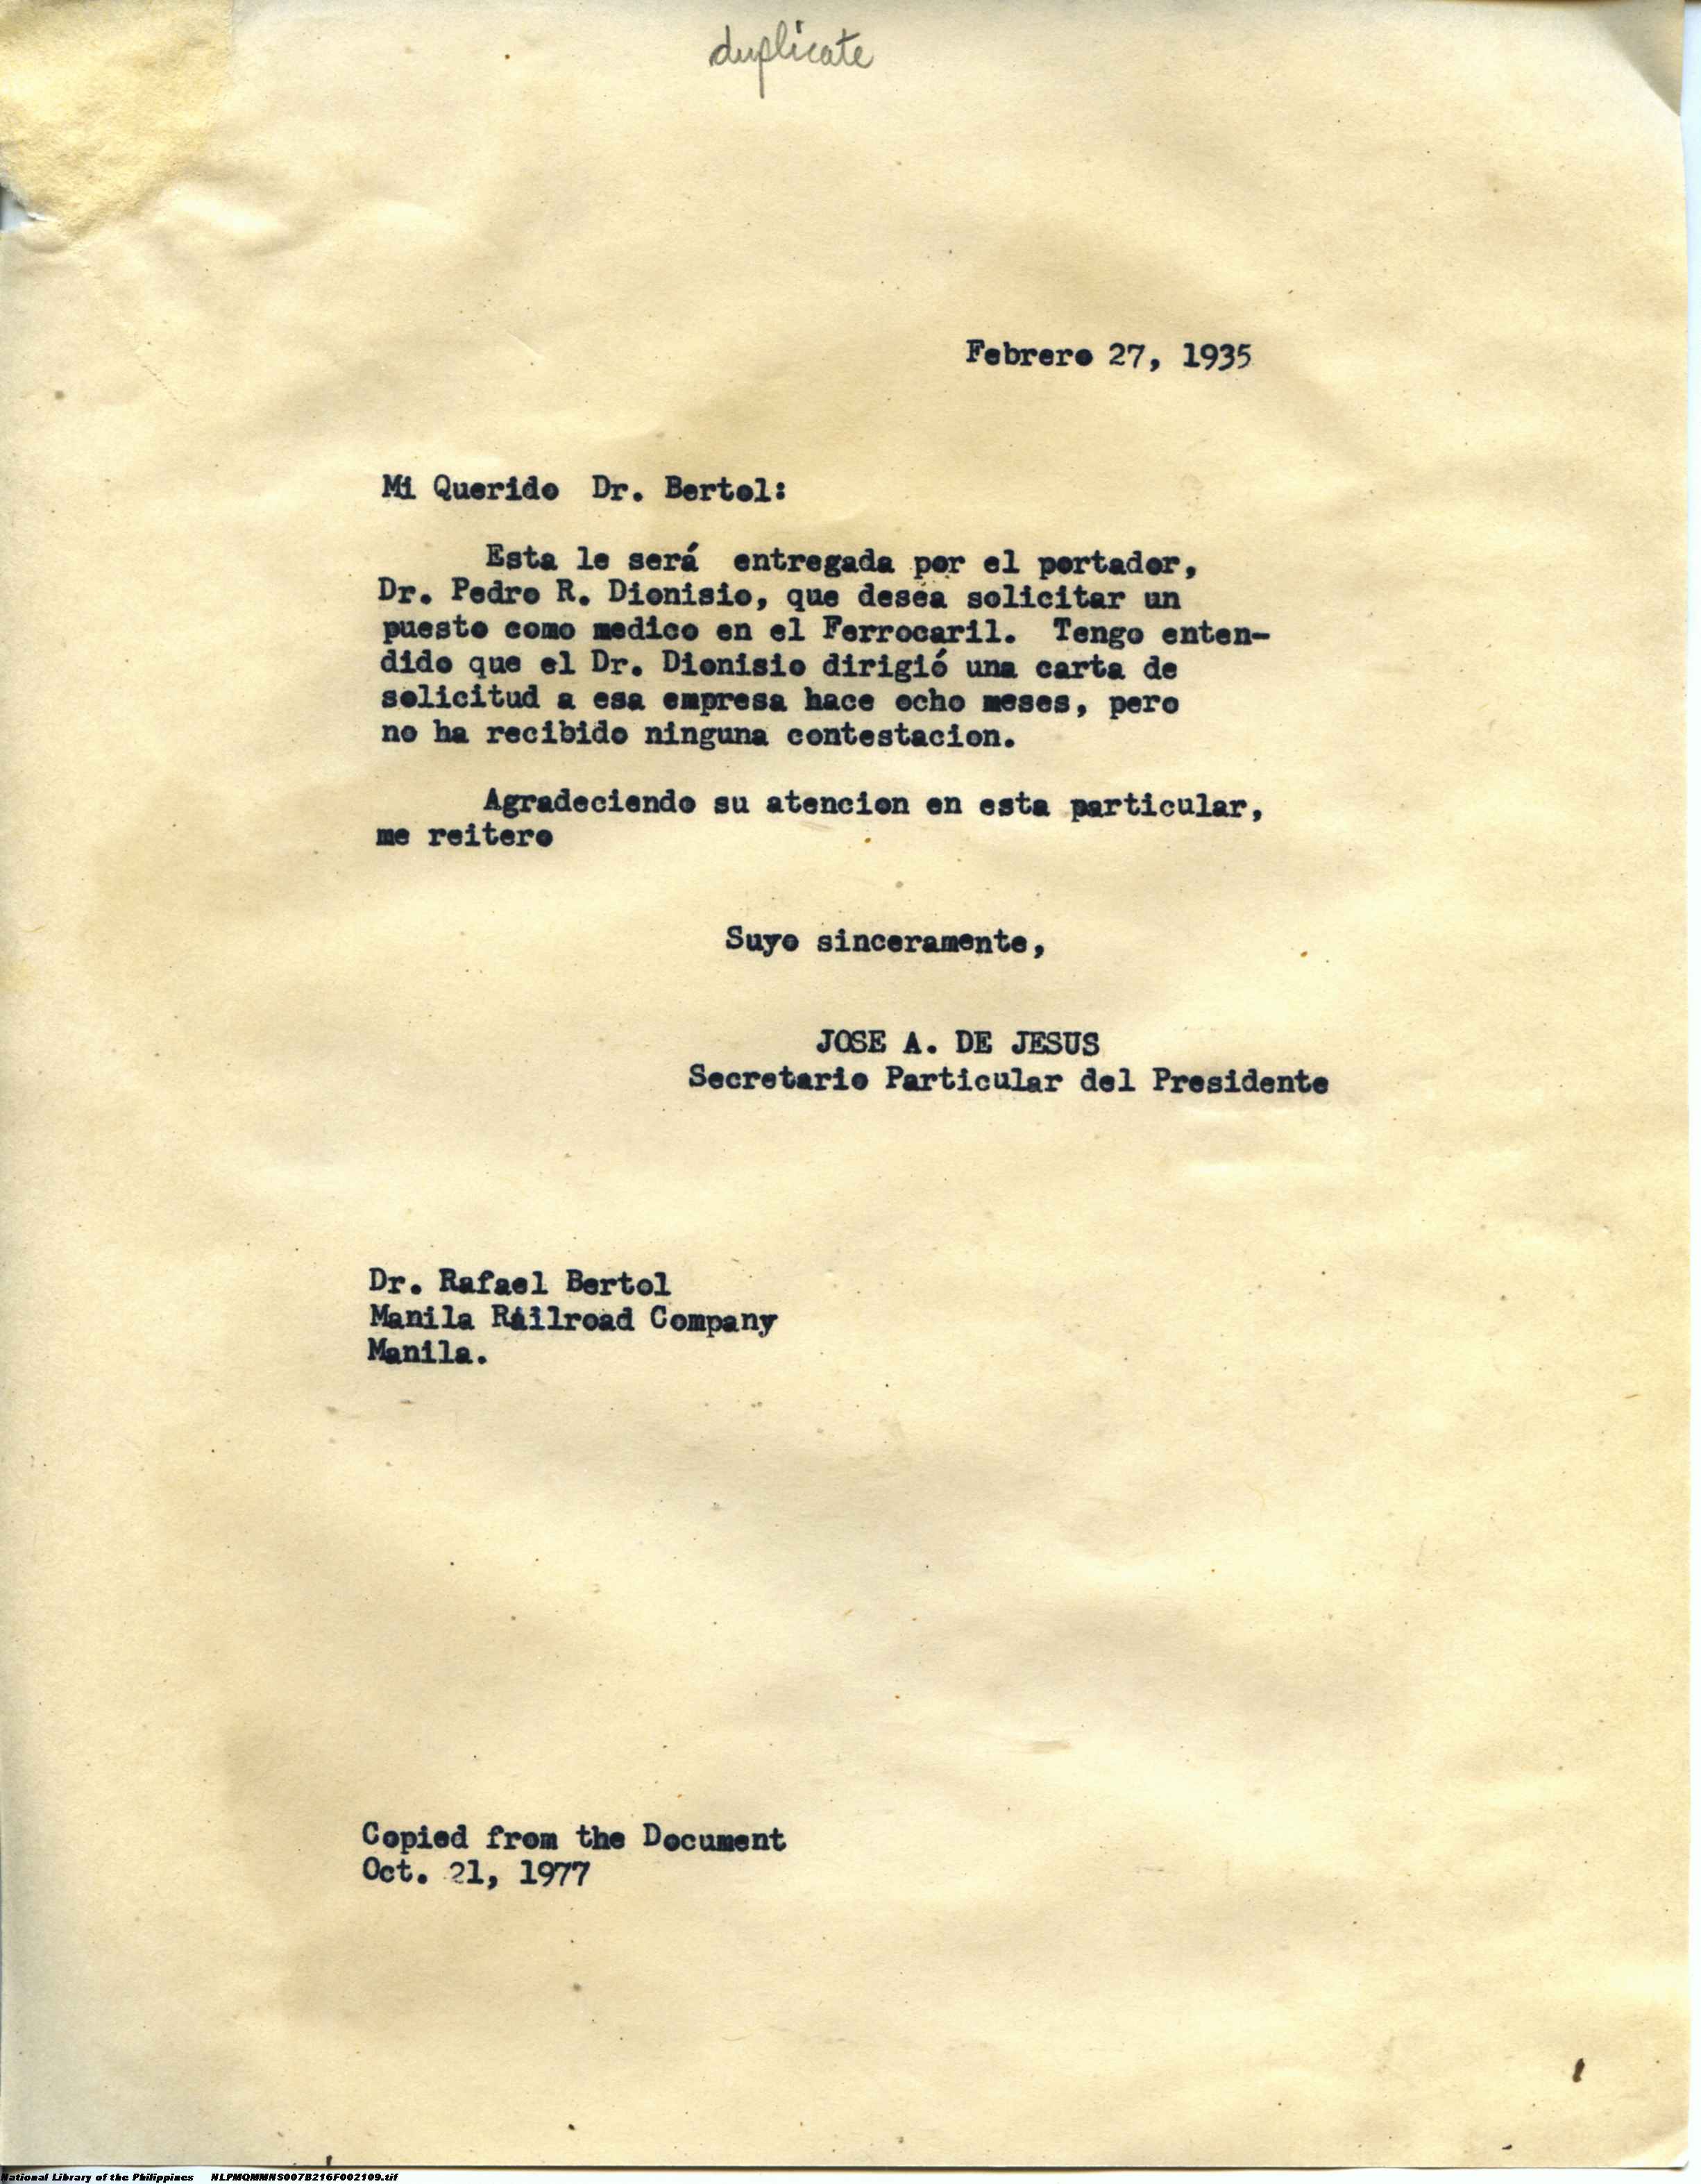 duplicate
Febrero 27, 1935
Mi Querido Dr. Bertol:
Esta le será entregada por el portador,
Dr. Pedro R. Dionisio, que desea solicitar un
puesto como medico en el Ferrocaril. Tengo enten-
dido que el Dr. Dionisio dirigió una carta de
solicitud a esa empresa hace ocho meses, pero
no ha recibido ninguna contestacion.
Agradeciendo su atencion en esta particular,
me reitero
Suyo sinceramente,
JOSE A. DE JESUS
Secretario Particular del Presidente
Dr. Rafael Bertol
Manila Railroad Company
Manila.
Copied from the Document
Oct. 21, 1977
National Library of the Philippines NLPMQMMNS007B216F002109.tif